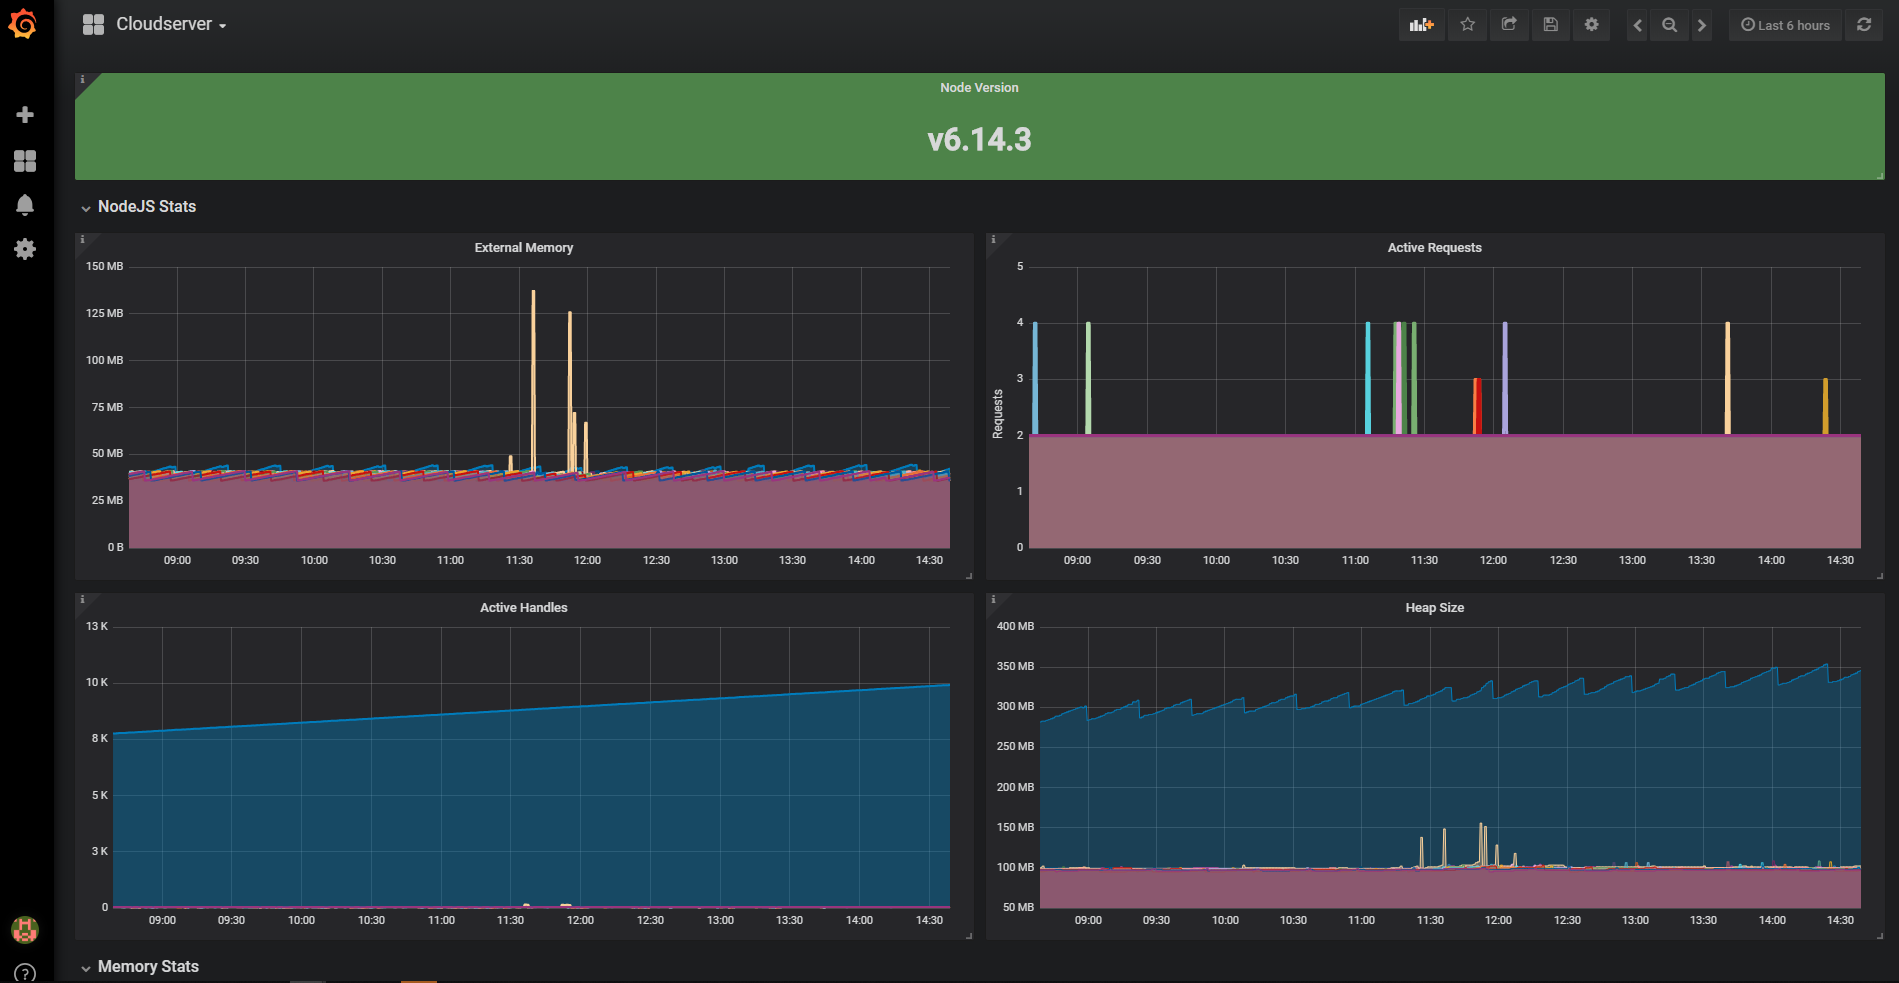 Cloudserver
Last 6 hours
i
Node Version
v6.14.3
NodeJS Stats
i
External Memory
150 MB
125 MB
100 MB
75 MB
50 MB
25 MB
0 B
09:00 09:30 10:00 10:30 11:00 11:30 12:00 12:30 13:00 13:30 14:00 14:30
i
Active Requests
Requests
5
4
3
2
1
0
09:00 09:30 10:00 10:30 11:00 11:30 12:00 12:30 13:00 13:30 14:00 14:30
i
Active Handles
13 K
10 K
8 K
5 K
3 K
0
09:00 09:30 10:00 10:30 11:00 11:30 12:00 12:30 13:00 13:30 14:00 14:30
i
Heap Size
400 MB
350 MB
300 MB
250 MB
200 MB
150 MB
100 MB
50 MB
09:00 09:30 10:00 10:30 11:00 11:30 12:00 12:30 13:00 13:30 14:00 14:30
Memory Stats
?